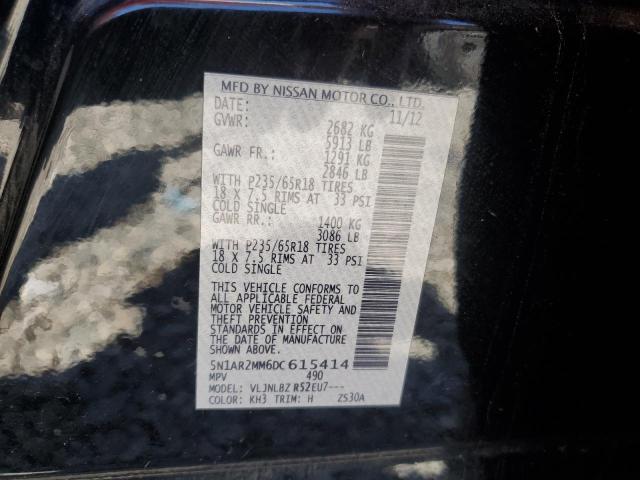 MFD BY NISSAN MOTOR CO., LTD.
DATE: 11/12
GVWR: 2682 KG
5913 LB
GAWR FR.: 1291 KG
2846 LB
WITH P235/65R18 TIRES
18 X 7.5 RIMS AT 33 PSI
COLD SINGLE
GAWR RR.: 1400 KG
3086 LB
WITH P235/65R18 TIRES
18 X 7.5 RIMS AT 33 PSI
COLD SINGLE
THIS VEHICLE CONFORMS TO
ALL APPLICABLE FEDERAL
MOTOR VEHICLE SAFETY AND
THEFT PREVENTION
STANDARDS IN EFFECT ON
THE DATE OF MANUFACTURE
SHOWN ABOVE.
5N1AR2MM6DC615414
MPV 490
MODEL: VLJNLBZ R52EU7---
COLOR: KH3 TRIM: H ZS30A